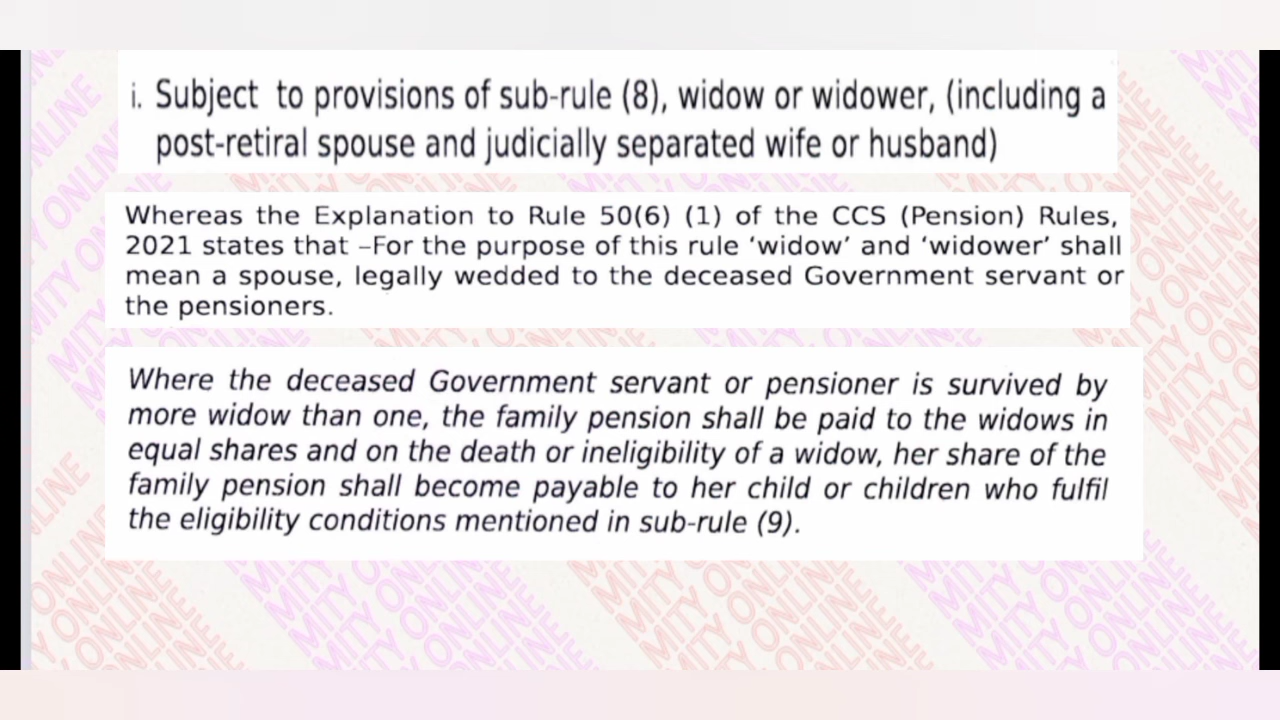 i. Subject to provisions of sub-rule (8), widow or widower, (including a
post-retiral spouse and judicially separated wife or husband)
Whereas the Explanation to Rule 50(6) (1) of the CCS (Pension) Rules,
2021 states that –For the purpose of this rule ‘widow’ and ‘widower’ shall
mean a spouse, legally wedded to the deceased Government servant or
the pensioners.
Where the deceased Government servant or pensioner is survived by
more widow than one, the family pension shall be paid to the widows in
equal shares and on the death or ineligibility of a widow, her share of the
family pension shall become payable to her child or children who fulfil
the eligibility conditions mentioned in sub-rule (9).
MITY ONLINE